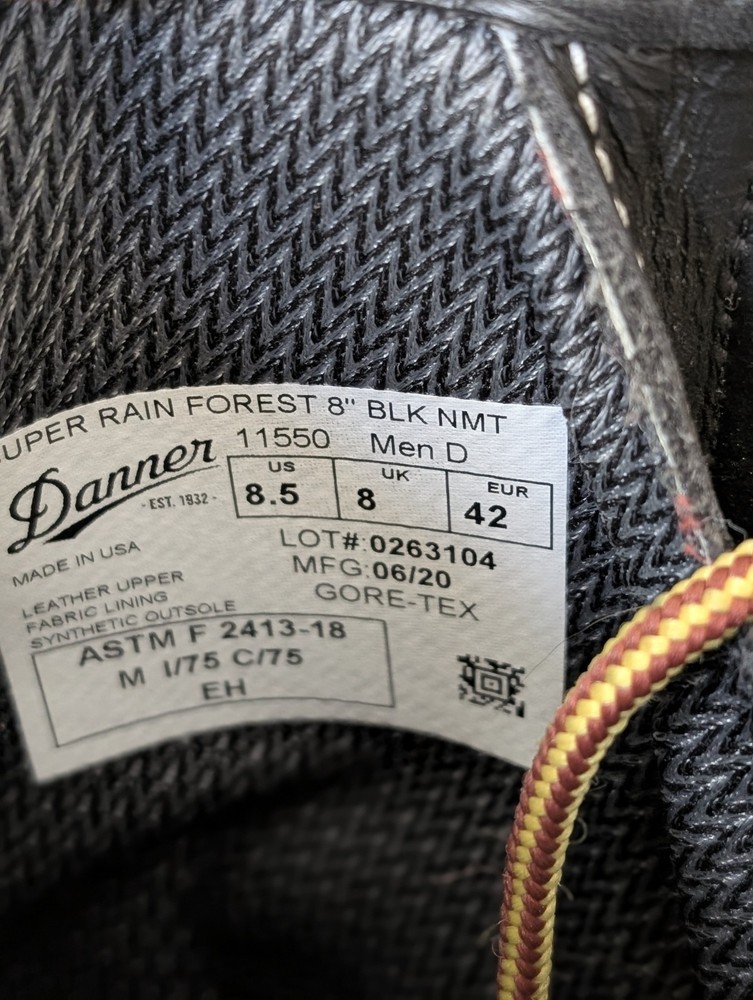 UPER RAIN FOREST 8" BLK NMT
11550 Men D
Danner
- EST. 1932 -
US UK EUR
8.5 8 42
MADE IN USA
LOT#:0263104
MFG:06/20
GORE-TEX
LEATHER UPPER
FABRIC LINING
SYNTHETIC OUTSOLE
ASTM F 2413-18
M I/75 C/75
EH